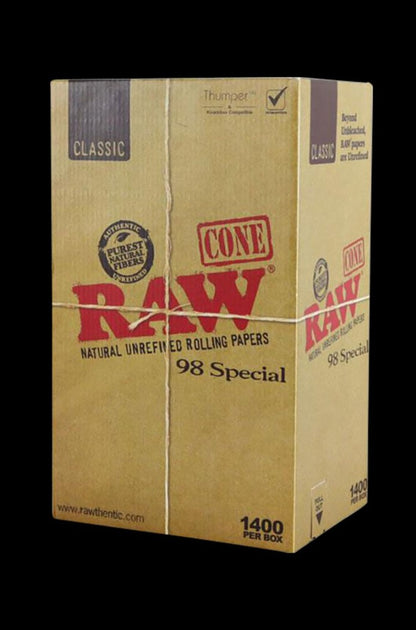 Thumper™
&
Knockbox Compatible
CLASSIC
AUTHENTIC
PUREST
NATURAL
FIBERS
UNREFINED
CONE
RAW®
NATURAL UNREFINED ROLLING PAPERS
98 Special
www.rawthentic.com
1400
PER BOX
CLASSIC
Beyond
Unbleached,
RAW papers
are Unrefined
CONE
RAW
NATURAL UNREFINED ROLLING PAPERS
98 Special
1400
PER BOX